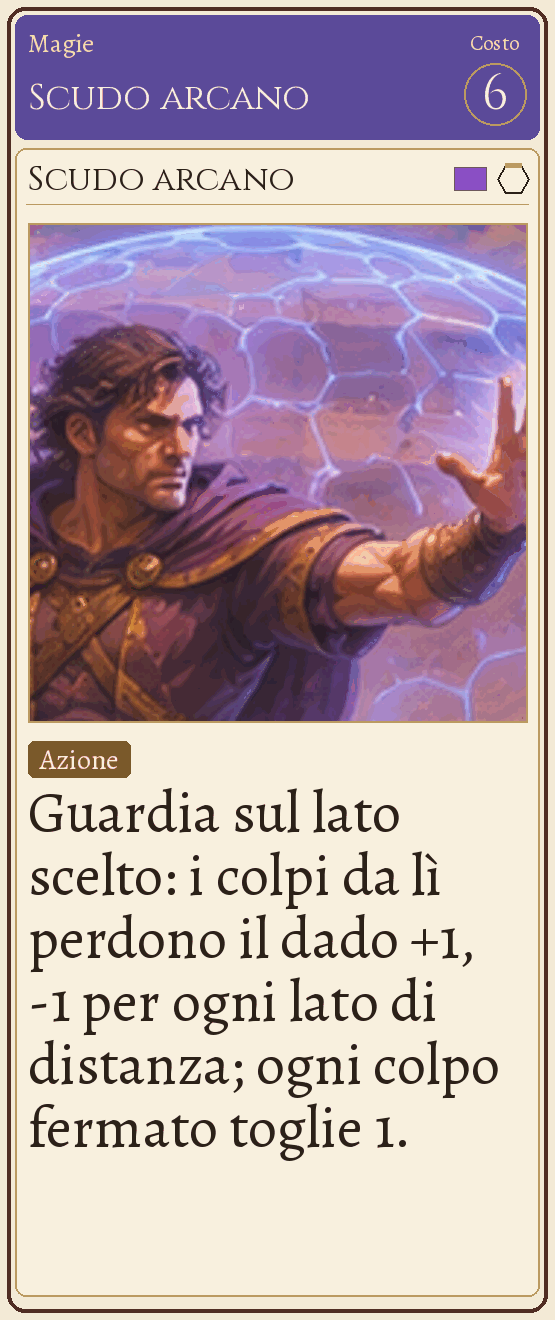 Magie
Costo
Scudo arcano
6
Scudo arcano
Azione
Guardia sul lato
scelto: i colpi da lì
perdono il dado +1,
-1 per ogni lato di
distanza; ogni colpo
fermato toglie 1.